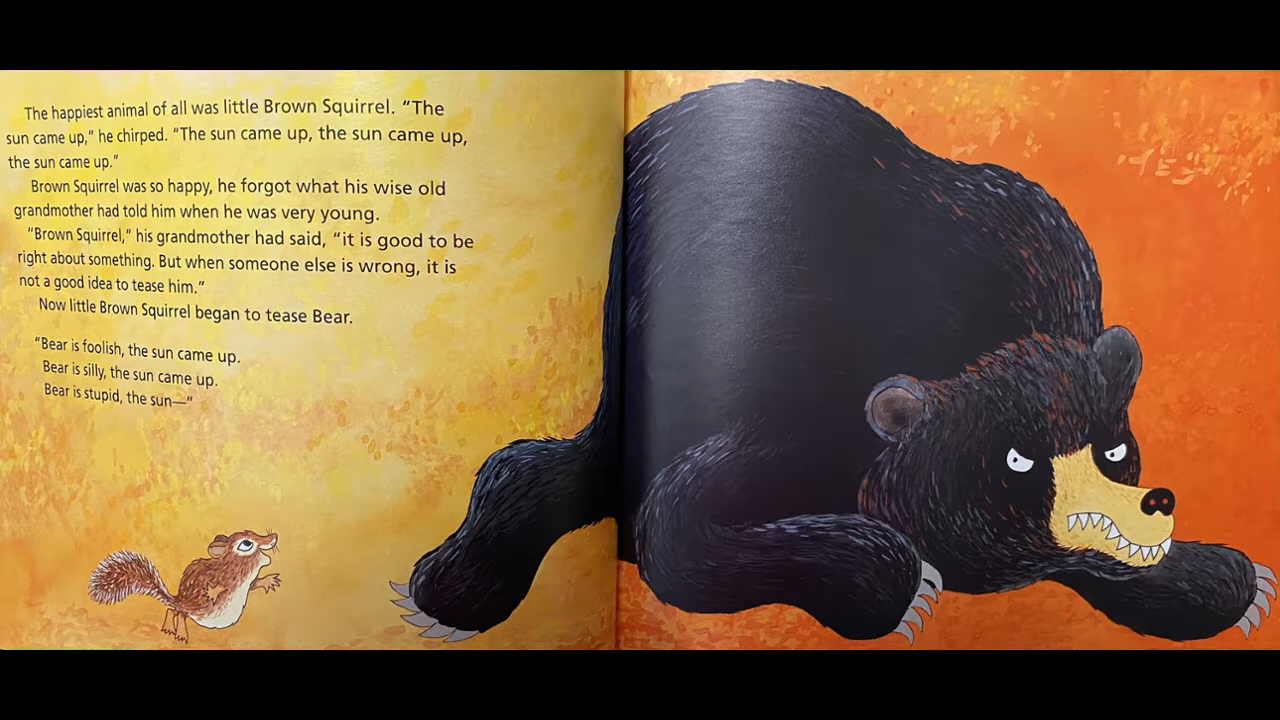 The happiest animal of all was little Brown Squirrel. “The
sun came up,” he chirped. “The sun came up, the sun came up,
the sun came up.”
Brown Squirrel was so happy, he forgot what his wise old
grandmother had told him when he was very young.
“Brown Squirrel,” his grandmother had said, “it is good to be
right about something. But when someone else is wrong, it is
not a good idea to tease him.”
Now little Brown Squirrel began to tease Bear.
“Bear is foolish, the sun came up.
Bear is silly, the sun came up.
Bear is stupid, the sun—”